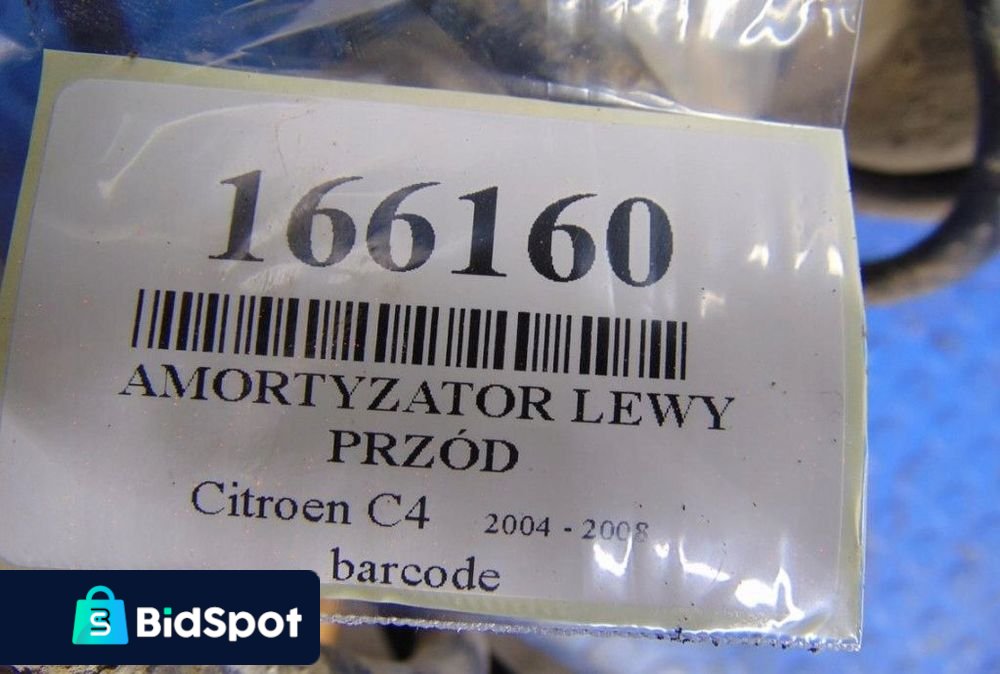 166160
AMORTYZATOR LEWY
PRZÓD
Citroen C4 2004 - 2008
barcode
S BidSpot